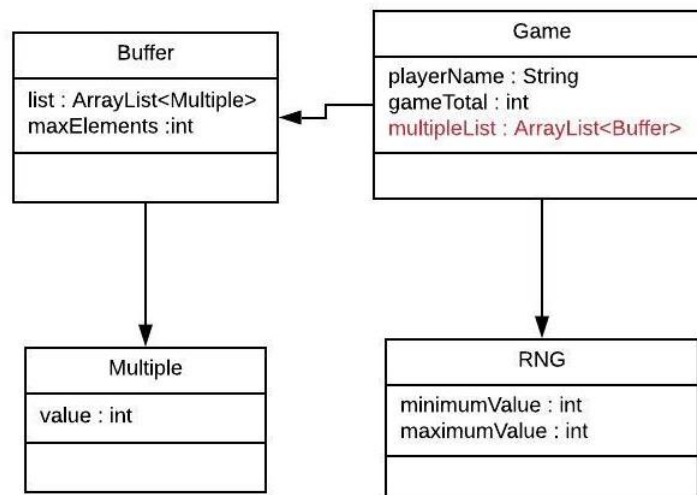 Buffer
list : ArrayList<Multiple>
maxElements :int
Game
playerName : String
gameTotal : int
multipleList : ArrayList<Buffer>
Multiple
value : int
RNG
minimumValue : int
maximumValue : int